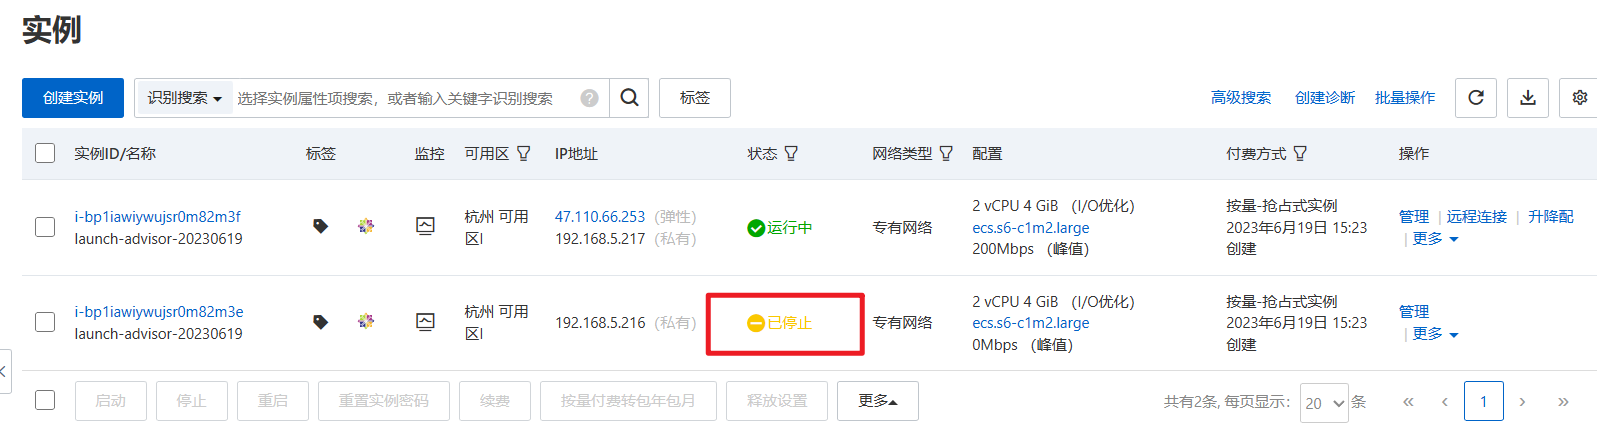 实例
创建实例 识别搜索 选择实例属性项搜索，或者输入关键字识别搜索 ? 标签 高级搜索 创建诊断 批量操作
实例ID/名称 标签 监控 可用区 IP地址 状态 网络类型 配置 付费方式 操作
i-bp1iawiywujsr0m82m3f
launch-advisor-20230619
杭州 可用
区I
47.110.66.253 (弹性)
192.168.5.217 (私有)
运行中
专有网络
2 vCPU 4 GiB （I/O优化）
ecs.s6-c1m2.large
200Mbps （峰值）
按量-抢占式实例
2023年6月19日 15:23
创建
管理 | 远程连接 | 升降配
| 更多
i-bp1iawiywujsr0m82m3e
launch-advisor-20230619
杭州 可用
区I
192.168.5.216 (私有)
已停止
专有网络
2 vCPU 4 GiB （I/O优化）
ecs.s6-c1m2.large
0Mbps （峰值）
按量-抢占式实例
2023年6月19日 15:23
创建
管理
| 更多
启动 停止 重启 重置实例密码 续费 按量付费转包年包月 释放设置 更多 共有2条, 每页显示: 20 条 « ‹ 1 › »